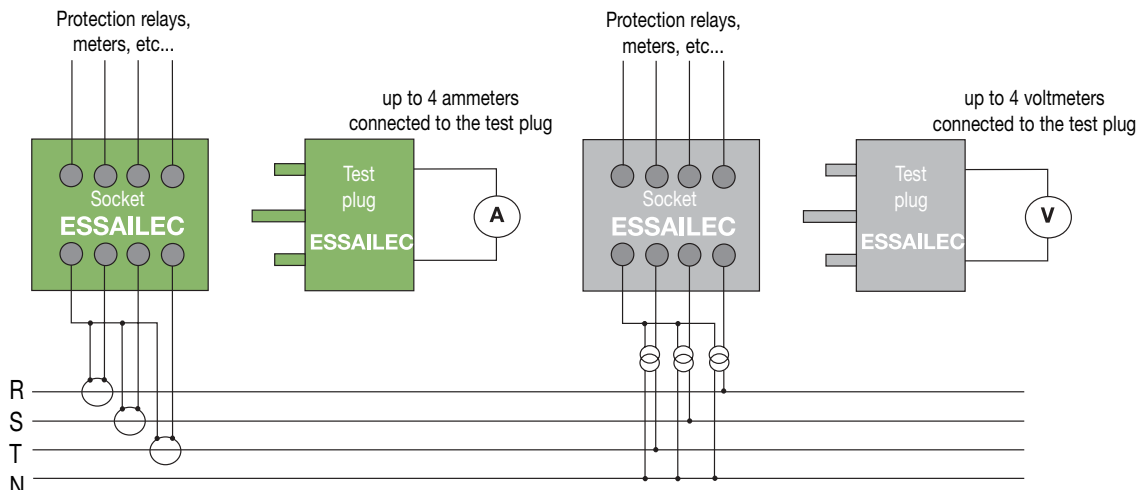 Protection relays,
meters, etc...
up to 4 ammeters
connected to the test plug
Socket
ESSAILEC
Test
plug
ESSAILEC
A
Protection relays,
meters, etc...
up to 4 voltmeters
connected to the test plug
Socket
ESSAILEC
Test
plug
ESSAILEC
V
R
S
T
N